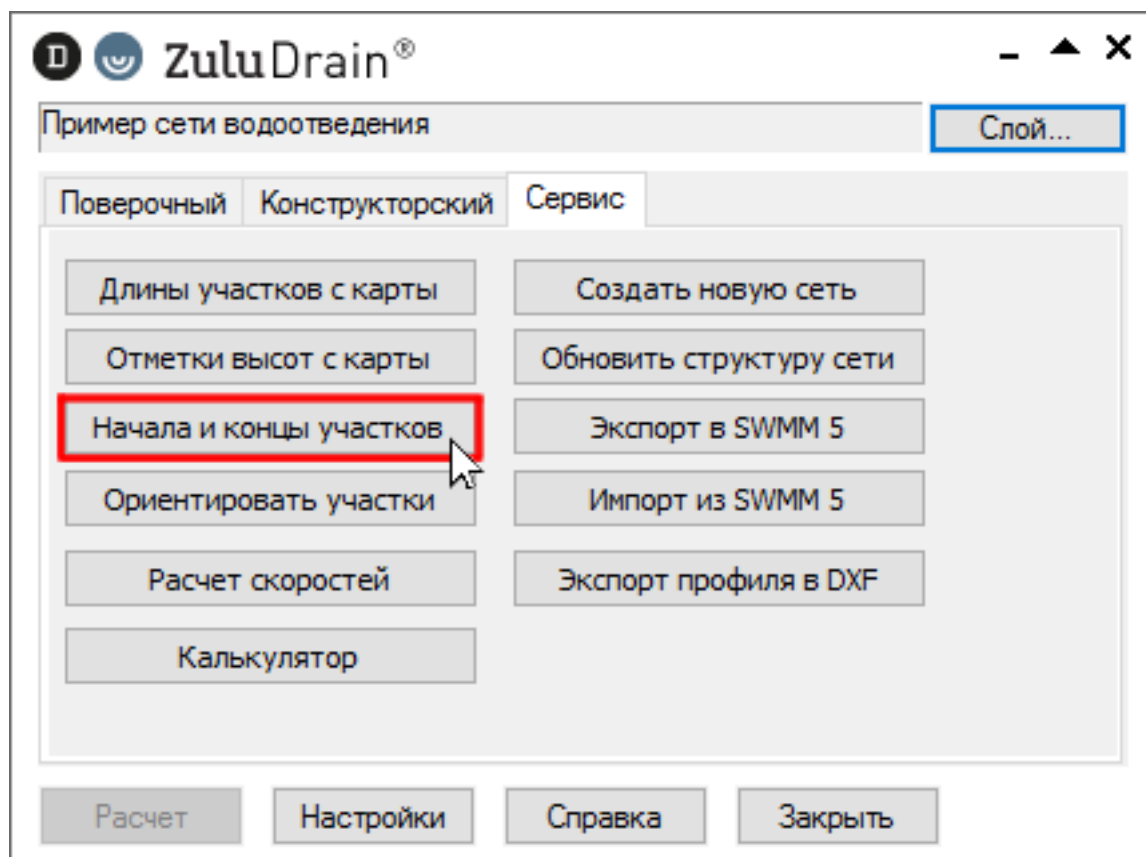 D ZuluDrain®
Пример сети водоотведения
Слой...
Поверочный Конструкторский Сервис
Длины участков с карты
Создать новую сеть
Отметки высот с карты
Обновить структуру сети
Начала и концы участков
Экспорт в SWMM 5
Ориентировать участки
Импорт из SWMM 5
Расчет скоростей
Экспорт профиля в DXF
Калькулятор
Расчет Настройки Справка Закрыть